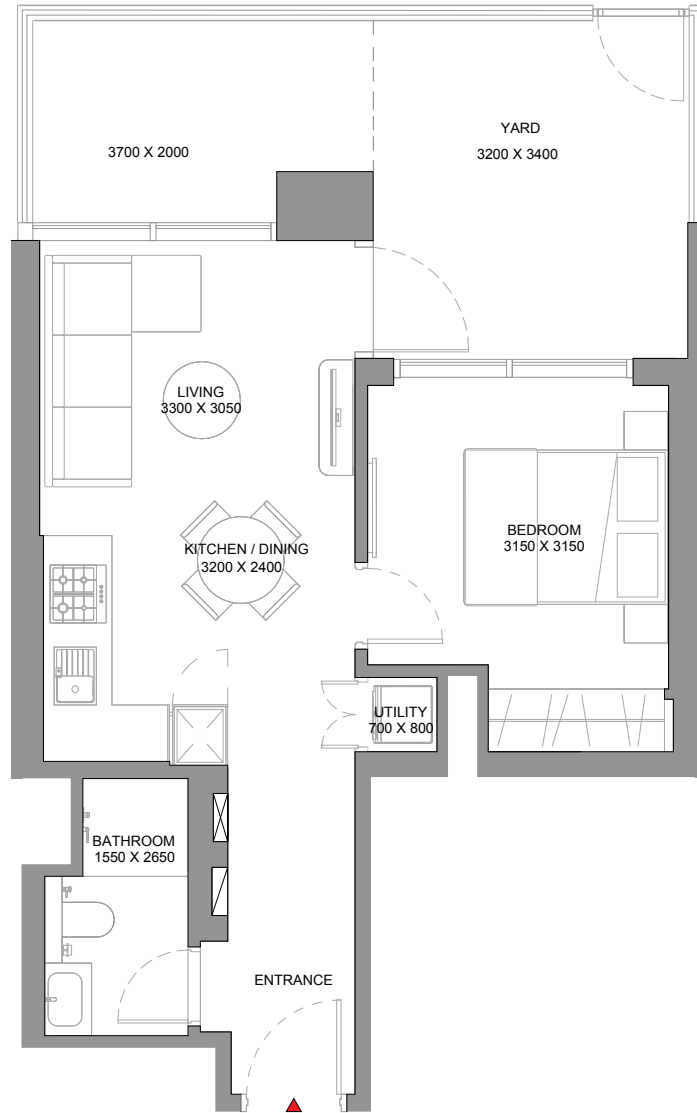 YARD
3700 X 2000
3200 X 3400
LIVING
3300 X 3050
KITCHEN / DINING
3200 X 2400
BEDROOM
3150 X 3150
UTILITY
700 X 800
BATHROOM
1550 X 2650
ENTRANCE